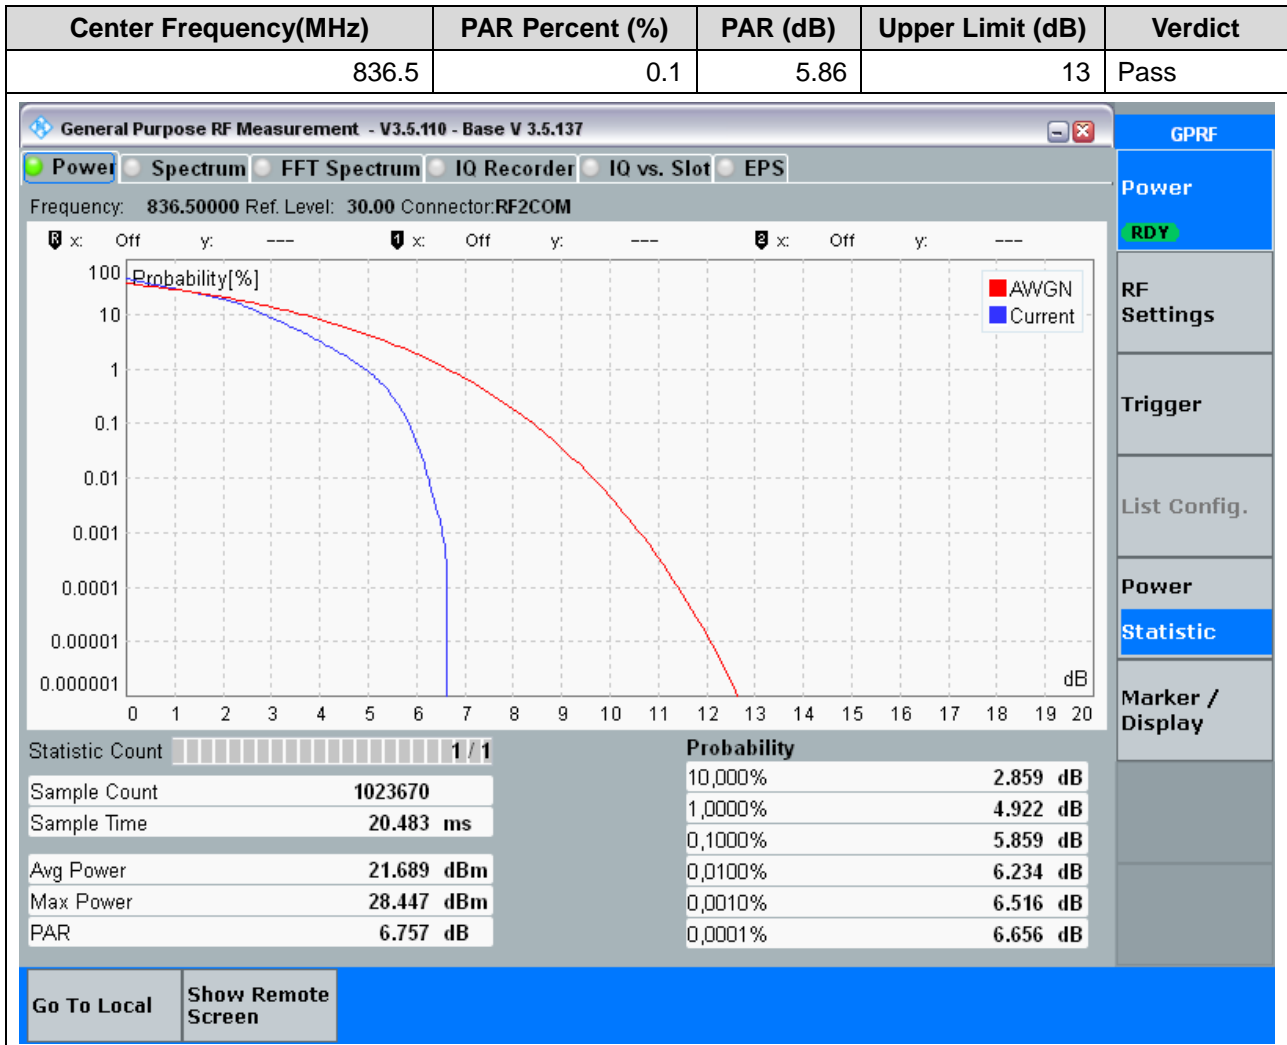 Center Frequency(MHz) PAR Percent (%) PAR (dB) Upper Limit (dB) Verdict
836.5 0.1 5.86 13 Pass
General Purpose RF Measurement - V3.5.110 - Base V 3.5.137
GPRF
Power Spectrum FFT Spectrum IQ Recorder IQ vs. Slot EPS
Power
RDY
Frequency: 836.50000 Ref. Level: 30.00 Connector:RF2COM
R x: Off y: --- 1 x: Off y: --- 2 x: Off y: ---
Probability[%]
AWGN
Current
100
10
1
0.1
0.01
0.001
0.0001
0.00001
0.000001
dB
0 1 2 3 4 5 6 7 8 9 10 11 12 13 14 15 16 17 18 19 20
RF
Settings
Trigger
List Config.
Power
Statistic
Marker /
Display
Statistic Count 1 / 1
Sample Count 1023670
Sample Time 20.483 ms
Avg Power 21.689 dBm
Max Power 28.447 dBm
PAR 6.757 dB
Probability
10,000% 2.859 dB
1,0000% 4.922 dB
0,1000% 5.859 dB
0,0100% 6.234 dB
0,0010% 6.516 dB
0,0001% 6.656 dB
Go To Local
Show Remote
Screen